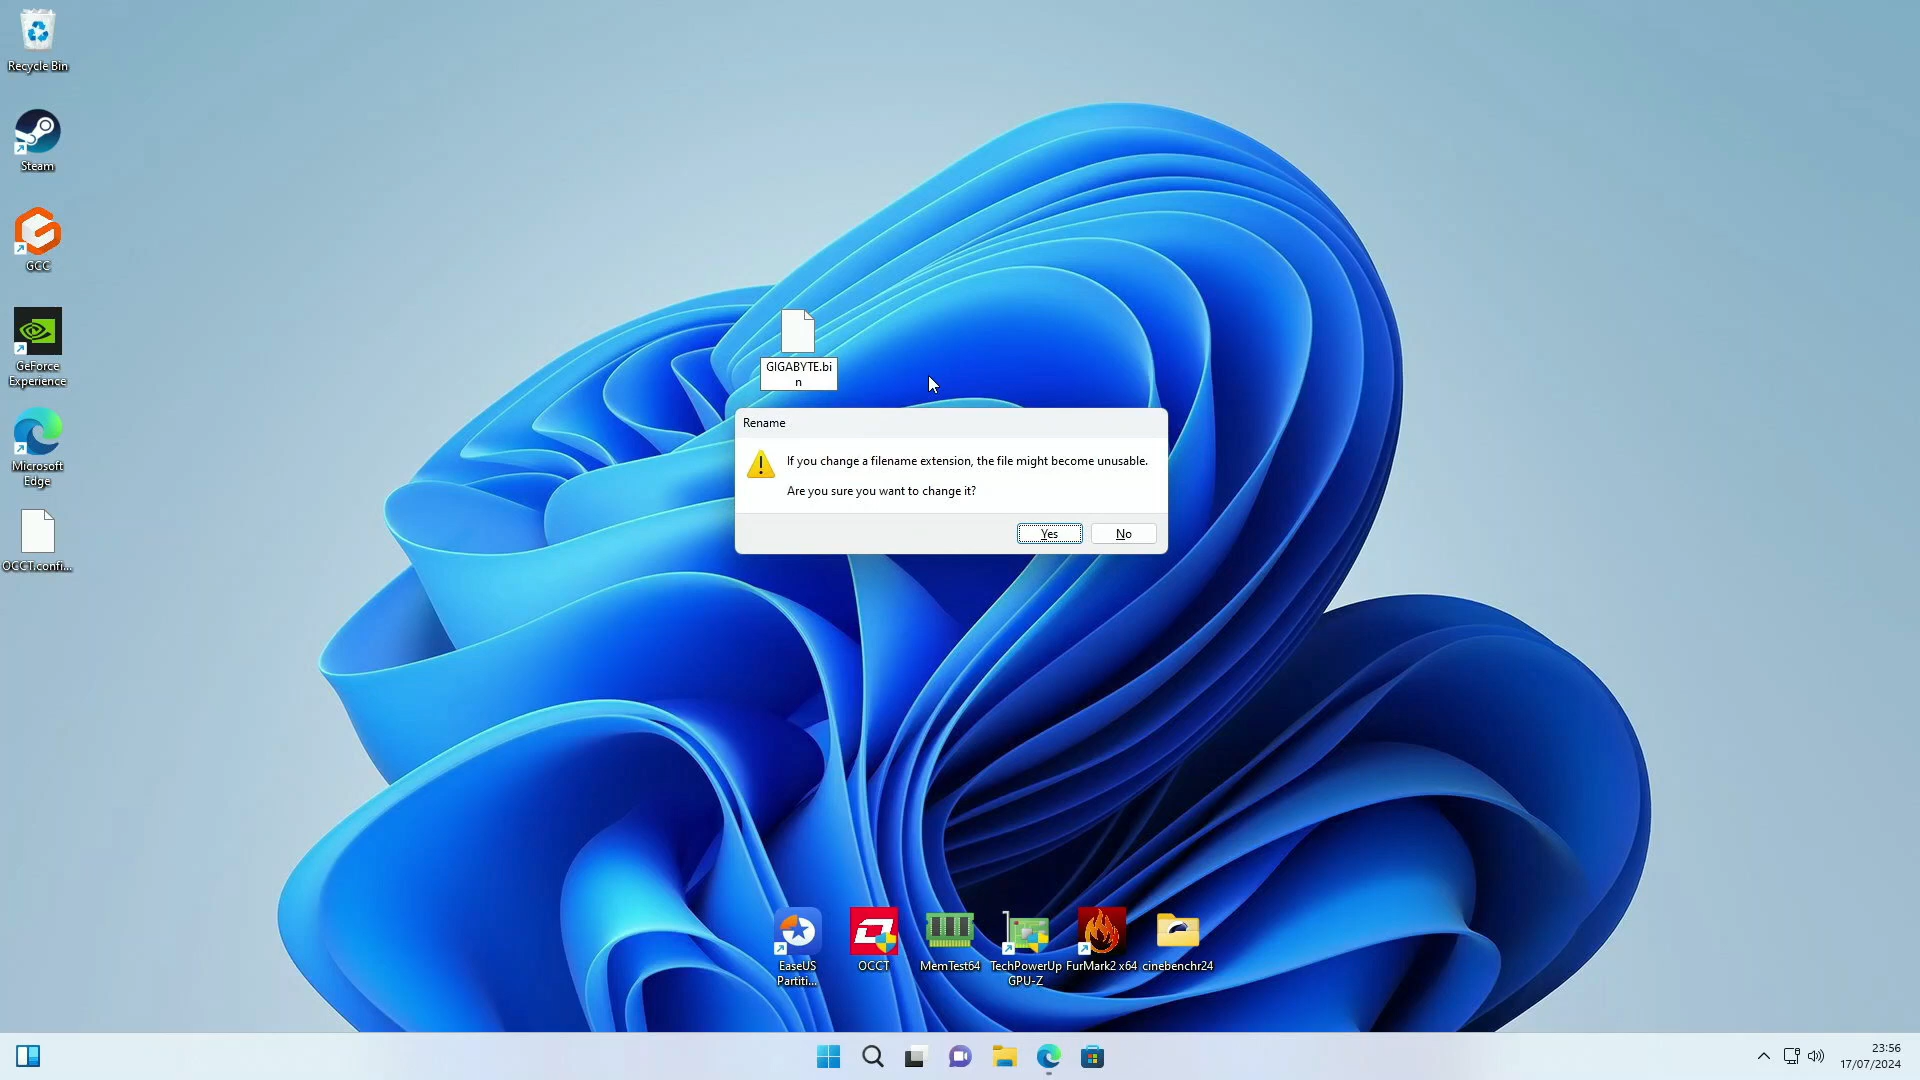 Recycle Bin
Steam
GCC
GeForce
Experience
Microsoft
Edge
OCCT.confi...
GIGABYTE.bi
n
Rename
If you change a filename extension, the file might become unusable.
Are you sure you want to change it?
Yes
No
EaseUS
Partiti...
OCCT
MemTest64
TechPowerUp
GPU-Z
FurMark2 x64
cinebenchr24
23:56
17/07/2024